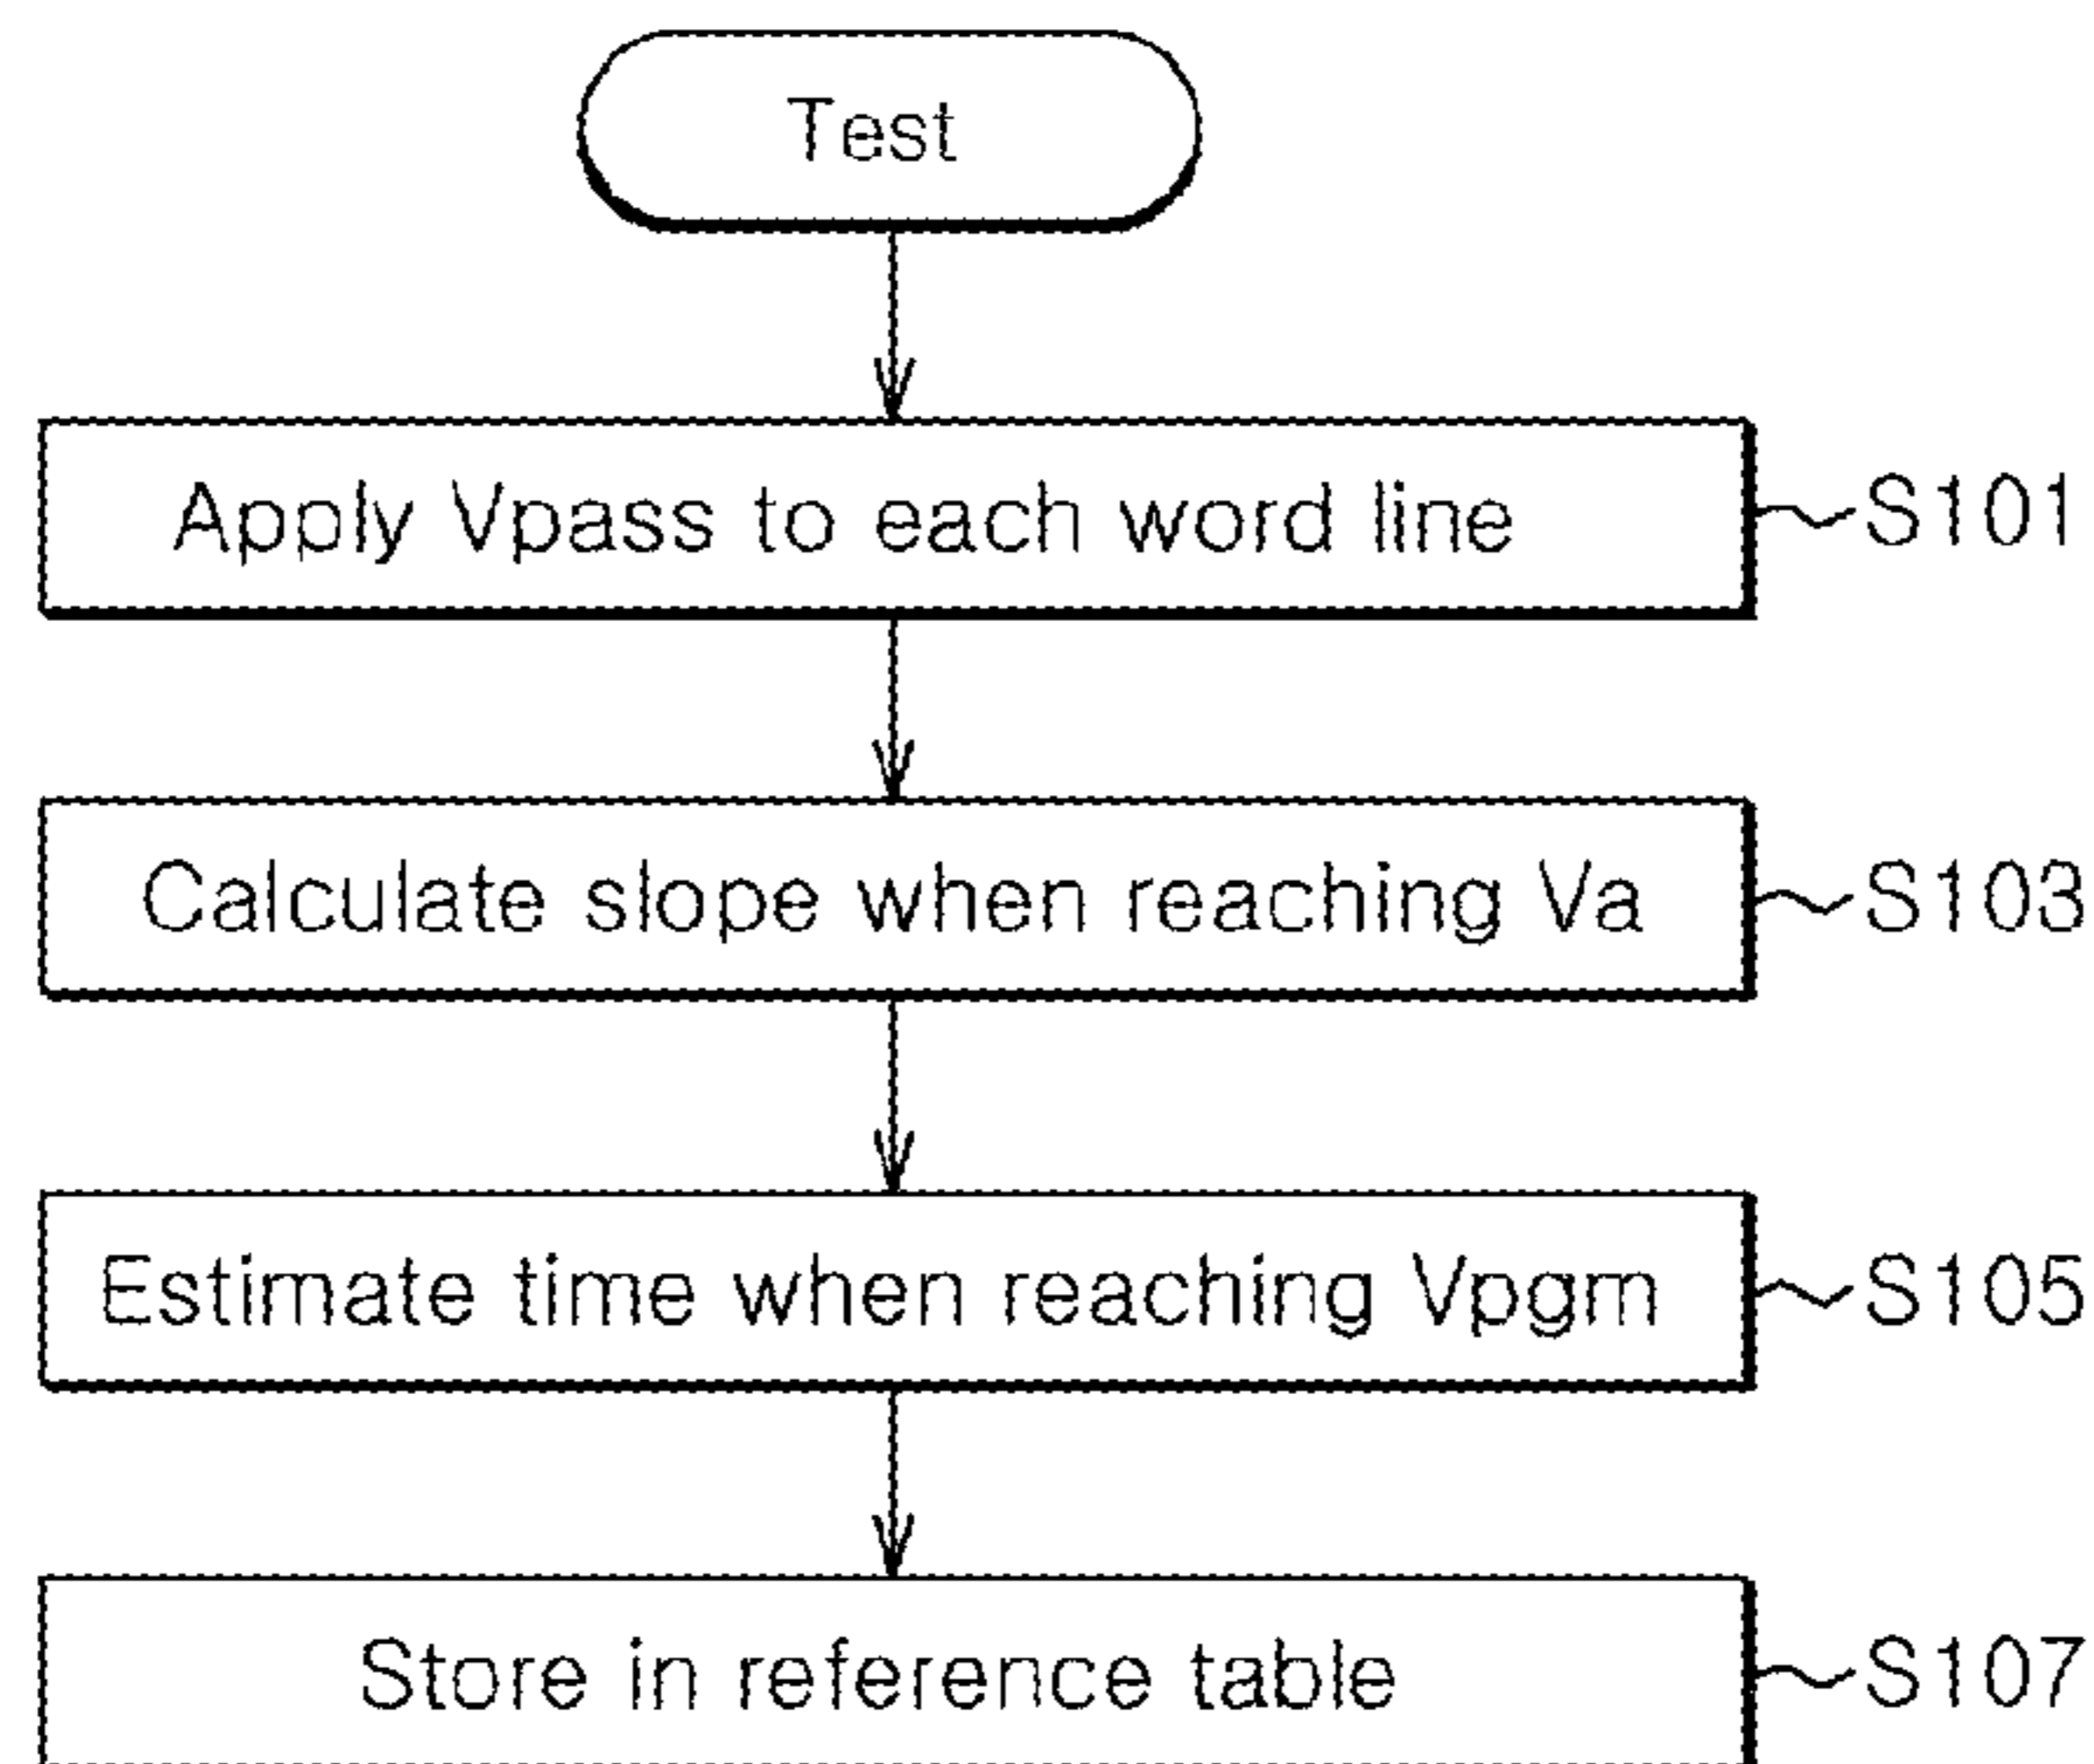 Test
Apply Vpass to each word line
S101
Calculate slope when reaching Va
S103
Estimate time when reaching Vpgm
S105
Store in reference table
S107